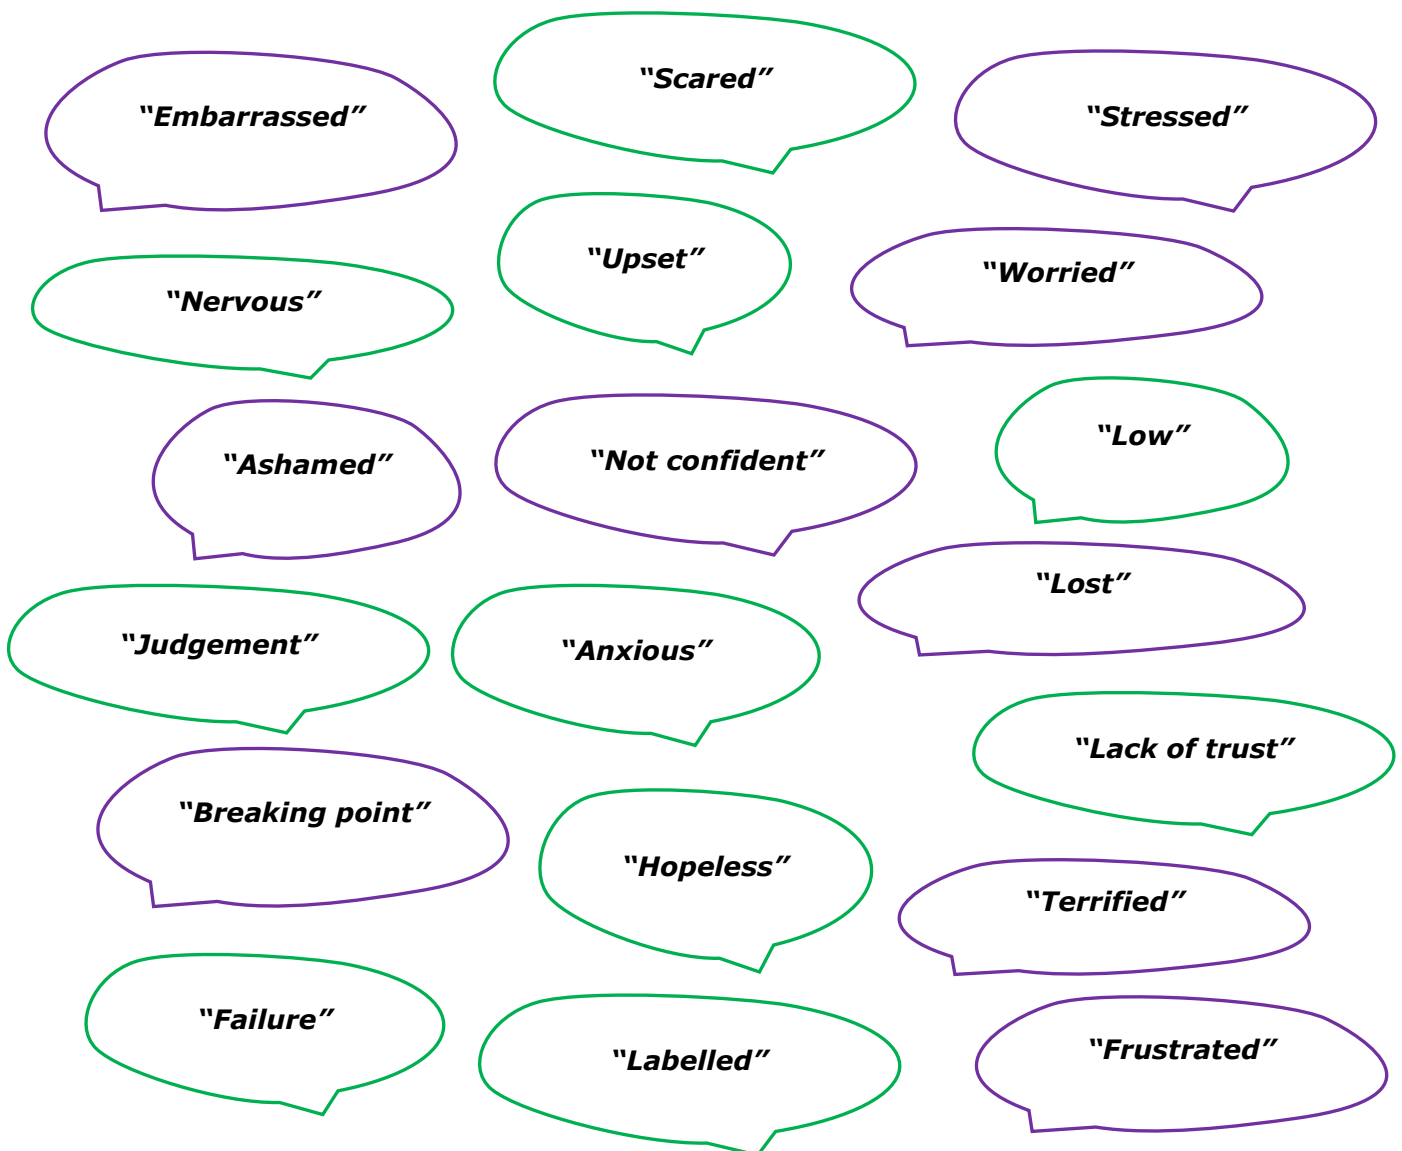 “Embarrassed”
“Scared”
“Stressed”
“Nervous”
“Upset”
“Worried”
“Ashamed”
“Not confident”
“Low”
“Judgement”
“Anxious”
“Lost”
“Breaking point”
“Hopeless”
“Lack of trust”
“Terrified”
“Failure”
“Labelled”
“Frustrated”